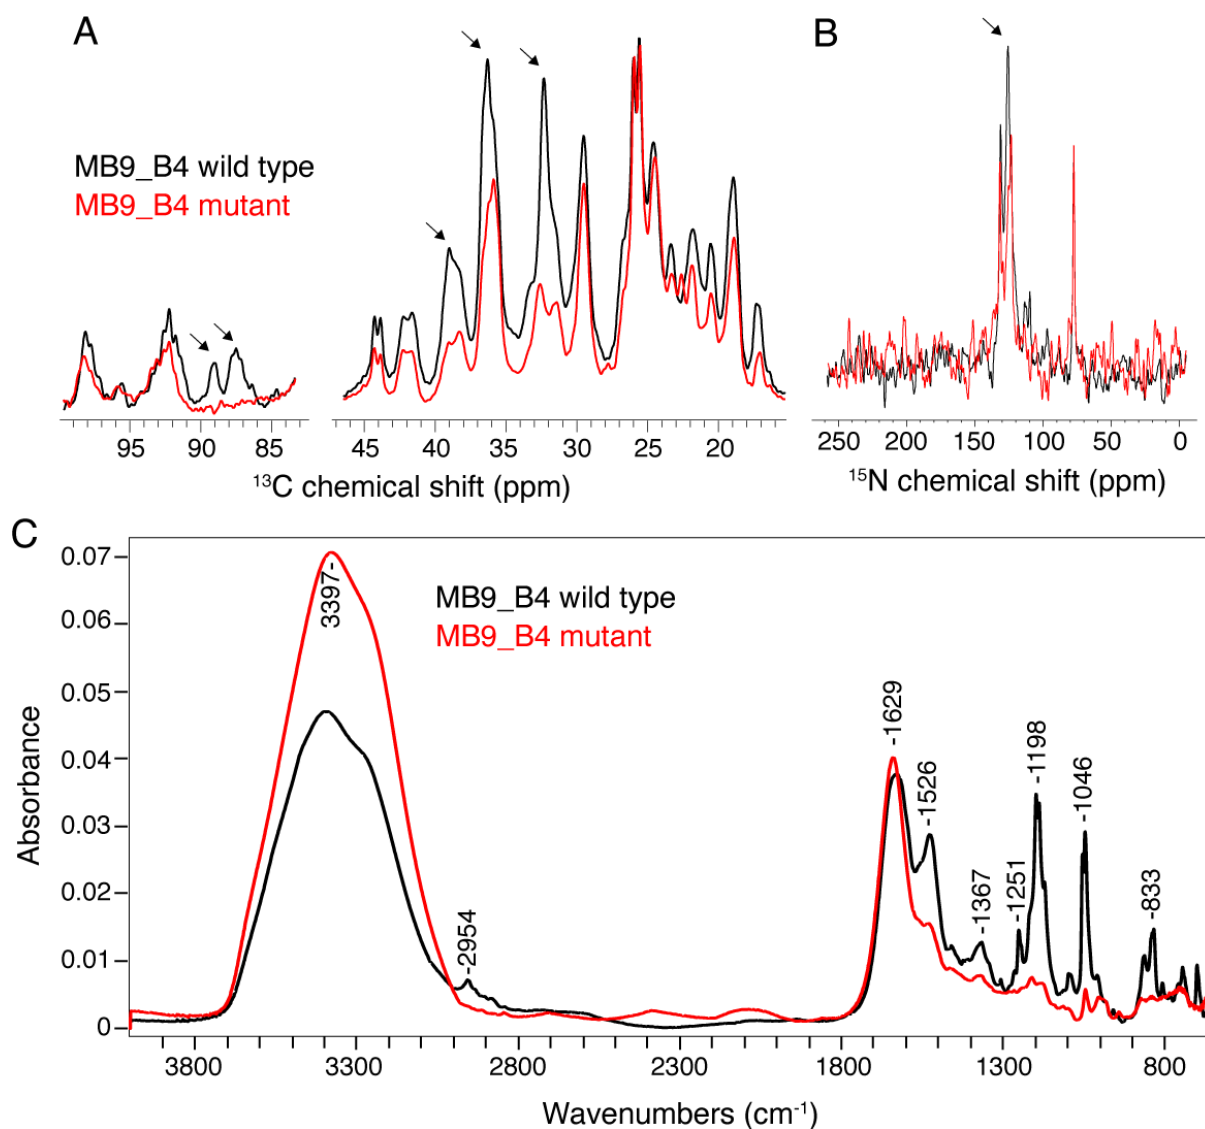 A
B
MB9_B4 wild type
MB9_B4 mutant
95 90 85
45 40 35 30 25 20
250 200 150 100 50 0
¹³C chemical shift (ppm)
¹⁵N chemical shift (ppm)
C
0.07
0.06
0.05
0.04
0.03
0.02
0.01
0
Absorbance
MB9_B4 wild type
MB9_B4 mutant
3397-
-2954
-1629
-1526
-1367
-1251
-1198
-1046
-833
3800 3300 2800 2300 1800 1300 800
Wavenumbers (cm⁻¹)